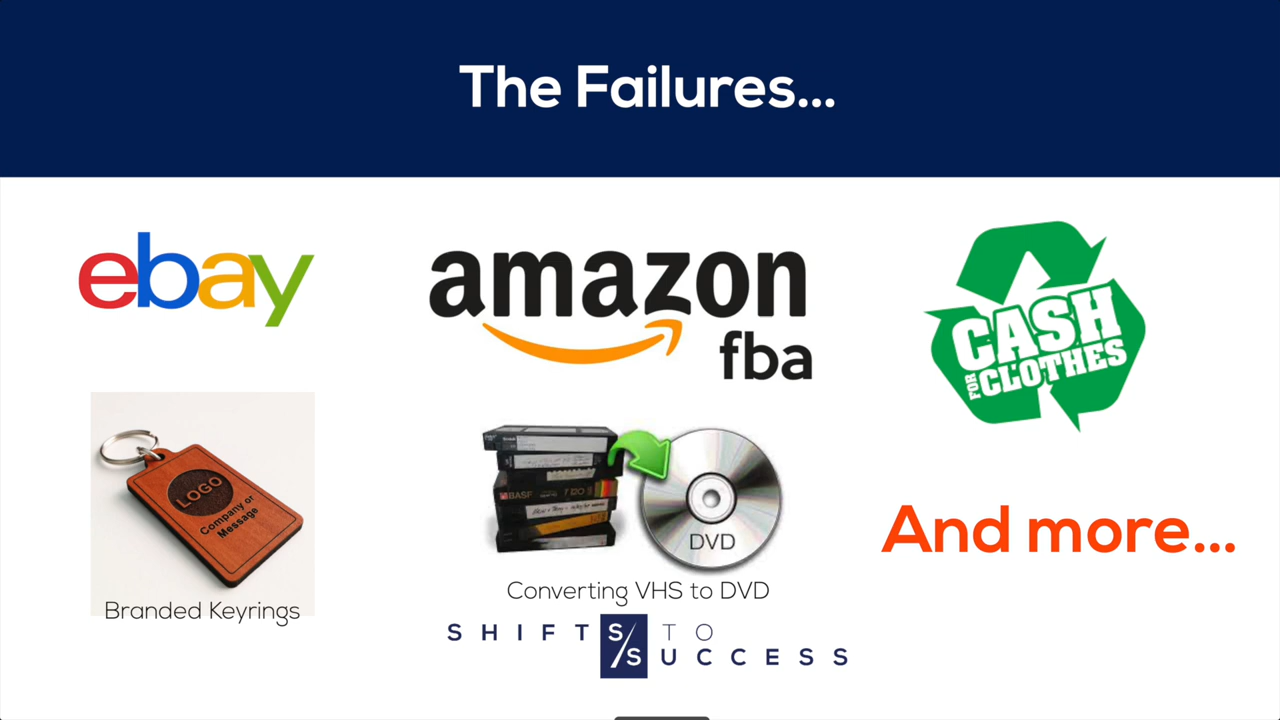 The Failures...
ebay
amazon
fba
CASH
FOR CLOTHES
LOGO
Company or
Message
Branded Keyrings
BASF
DVD
Converting VHS to DVD
And more...
SHIFTS TO
S/S
SUCCESS